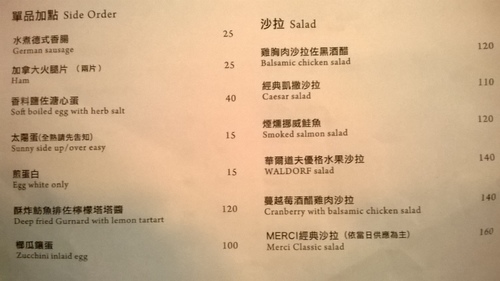 單品加點 Side Order
水煮德式香腸 25
German sausage
加拿大火腿片 (兩片) 25
Ham
香料鹽佐溏心蛋 40
Soft boiled egg with herb salt
太陽蛋(全熟請先告知) 15
Sunny side up/over easy
煎蛋白 15
Egg white only
酥炸魴魚排佐檸檬塔塔醬 120
Deep fried Gurnard with lemon tartart
櫛瓜鑲蛋 100
Zucchini inlaid egg
沙拉 Salad
雞胸肉沙拉佐黑酒醋 120
Balsamic chicken salad
經典凱撒沙拉 110
Caesar salad
煙燻挪威鮭魚 120
Smoked salmon salad
華爾道夫優格水果沙拉 140
WALDORF salad
蔓越莓酒醋雞肉沙拉 140
Cranberry with balsamic chicken salad
MERCI經典沙拉 (依當日供應為主) 160
Merci Classic salad